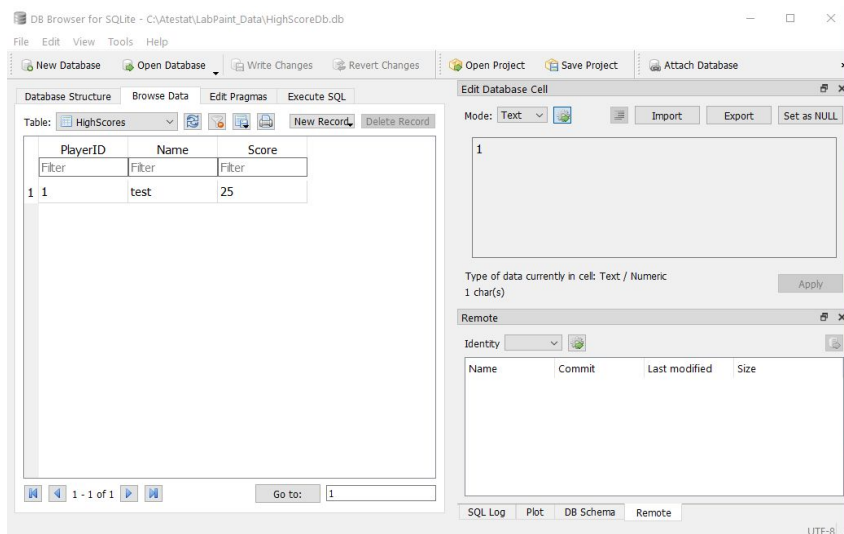 DB Browser for SQLite - C:\Atestat\LabPaint_Data\HighScoreDb.db
File Edit View Tools Help
New Database Open Database Write Changes Revert Changes Open Project Save Project Attach Database
Database Structure Browse Data Edit Pragmas Execute SQL
Table: HighScores New Record Delete Record
PlayerID Name Score
Filter Filter Filter
1 1 test 25
1 - 1 of 1 Go to: 1
Edit Database Cell
Mode: Text Import Export Set as NULL
1
Type of data currently in cell: Text / Numeric
1 char(s)
Apply
Remote
Identity
Name Commit Last modified Size
SQL Log Plot DB Schema Remote
UTF-8